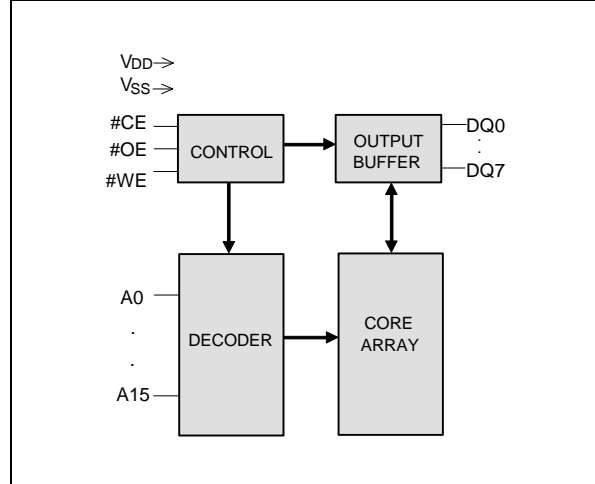 VDD
VSS
#CE
#OE
#WE
CONTROL
OUTPUT
BUFFER
DQ0
.
.
DQ7
A0
.
.
A15
DECODER
CORE
ARRAY